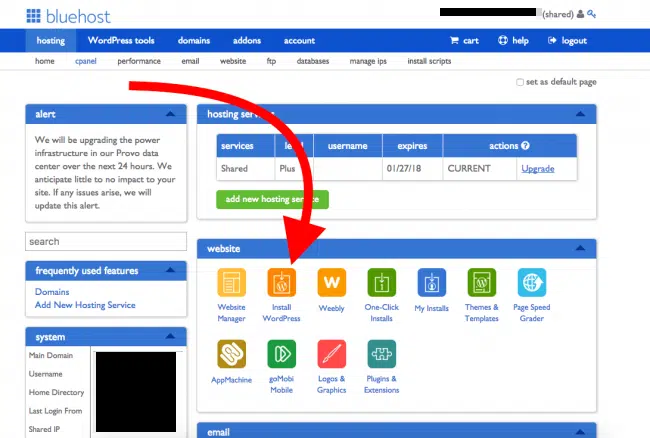 bluehost
(shared)
hosting WordPress tools domains addons account cart help logout
home cpanel performance email website ftp databases manage ips install scripts
set as default page
alert
We will be upgrading the power
infrastructure in our Provo data
center over the next 24 hours. We
anticipate little to no impact to your
site. If any issues arise, we will
update this alert.
search
frequently used features
Domains
Add New Hosting Service
system
Main Domain
Username
Home Directory
Last Login From
Shared IP
hosting
services username expires actions
Shared Plus 01/27/18 CURRENT Upgrade
add new hosting service
website
Website
Manager
Install
WordPress
Weebly
One-Click
Installs
My Installs
Themes &
Templates
Page Speed
Grader
AppMachine
goMobi
Mobile
Logos &
Graphics
Plugins &
Extensions
email